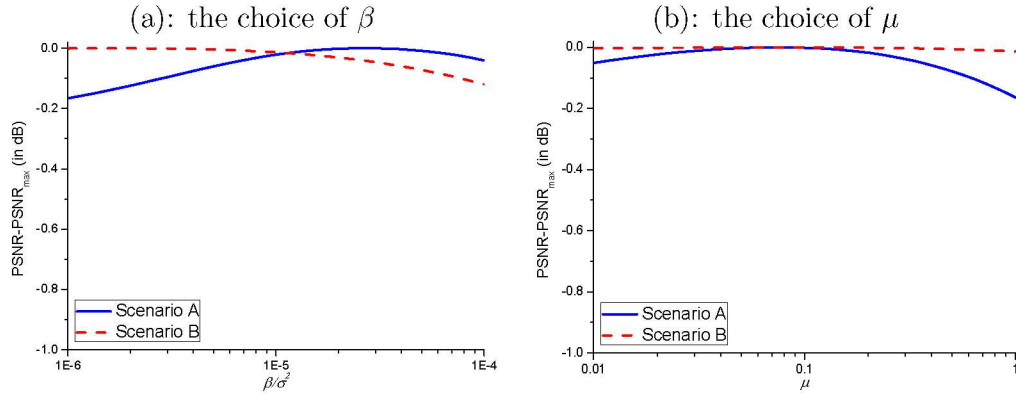 (a): the choice of β
0.0
-0.2
-0.4
-0.6
-0.8
-1.0
PSNR-PSNRmax (in dB)
Scenario A
Scenario B
1E-6
1E-5
1E-4
β/σ²
(b): the choice of μ
0.0
-0.2
-0.4
-0.6
-0.8
-1.0
PSNR-PSNRmax (in dB)
Scenario A
Scenario B
0.01
0.1
1
μ